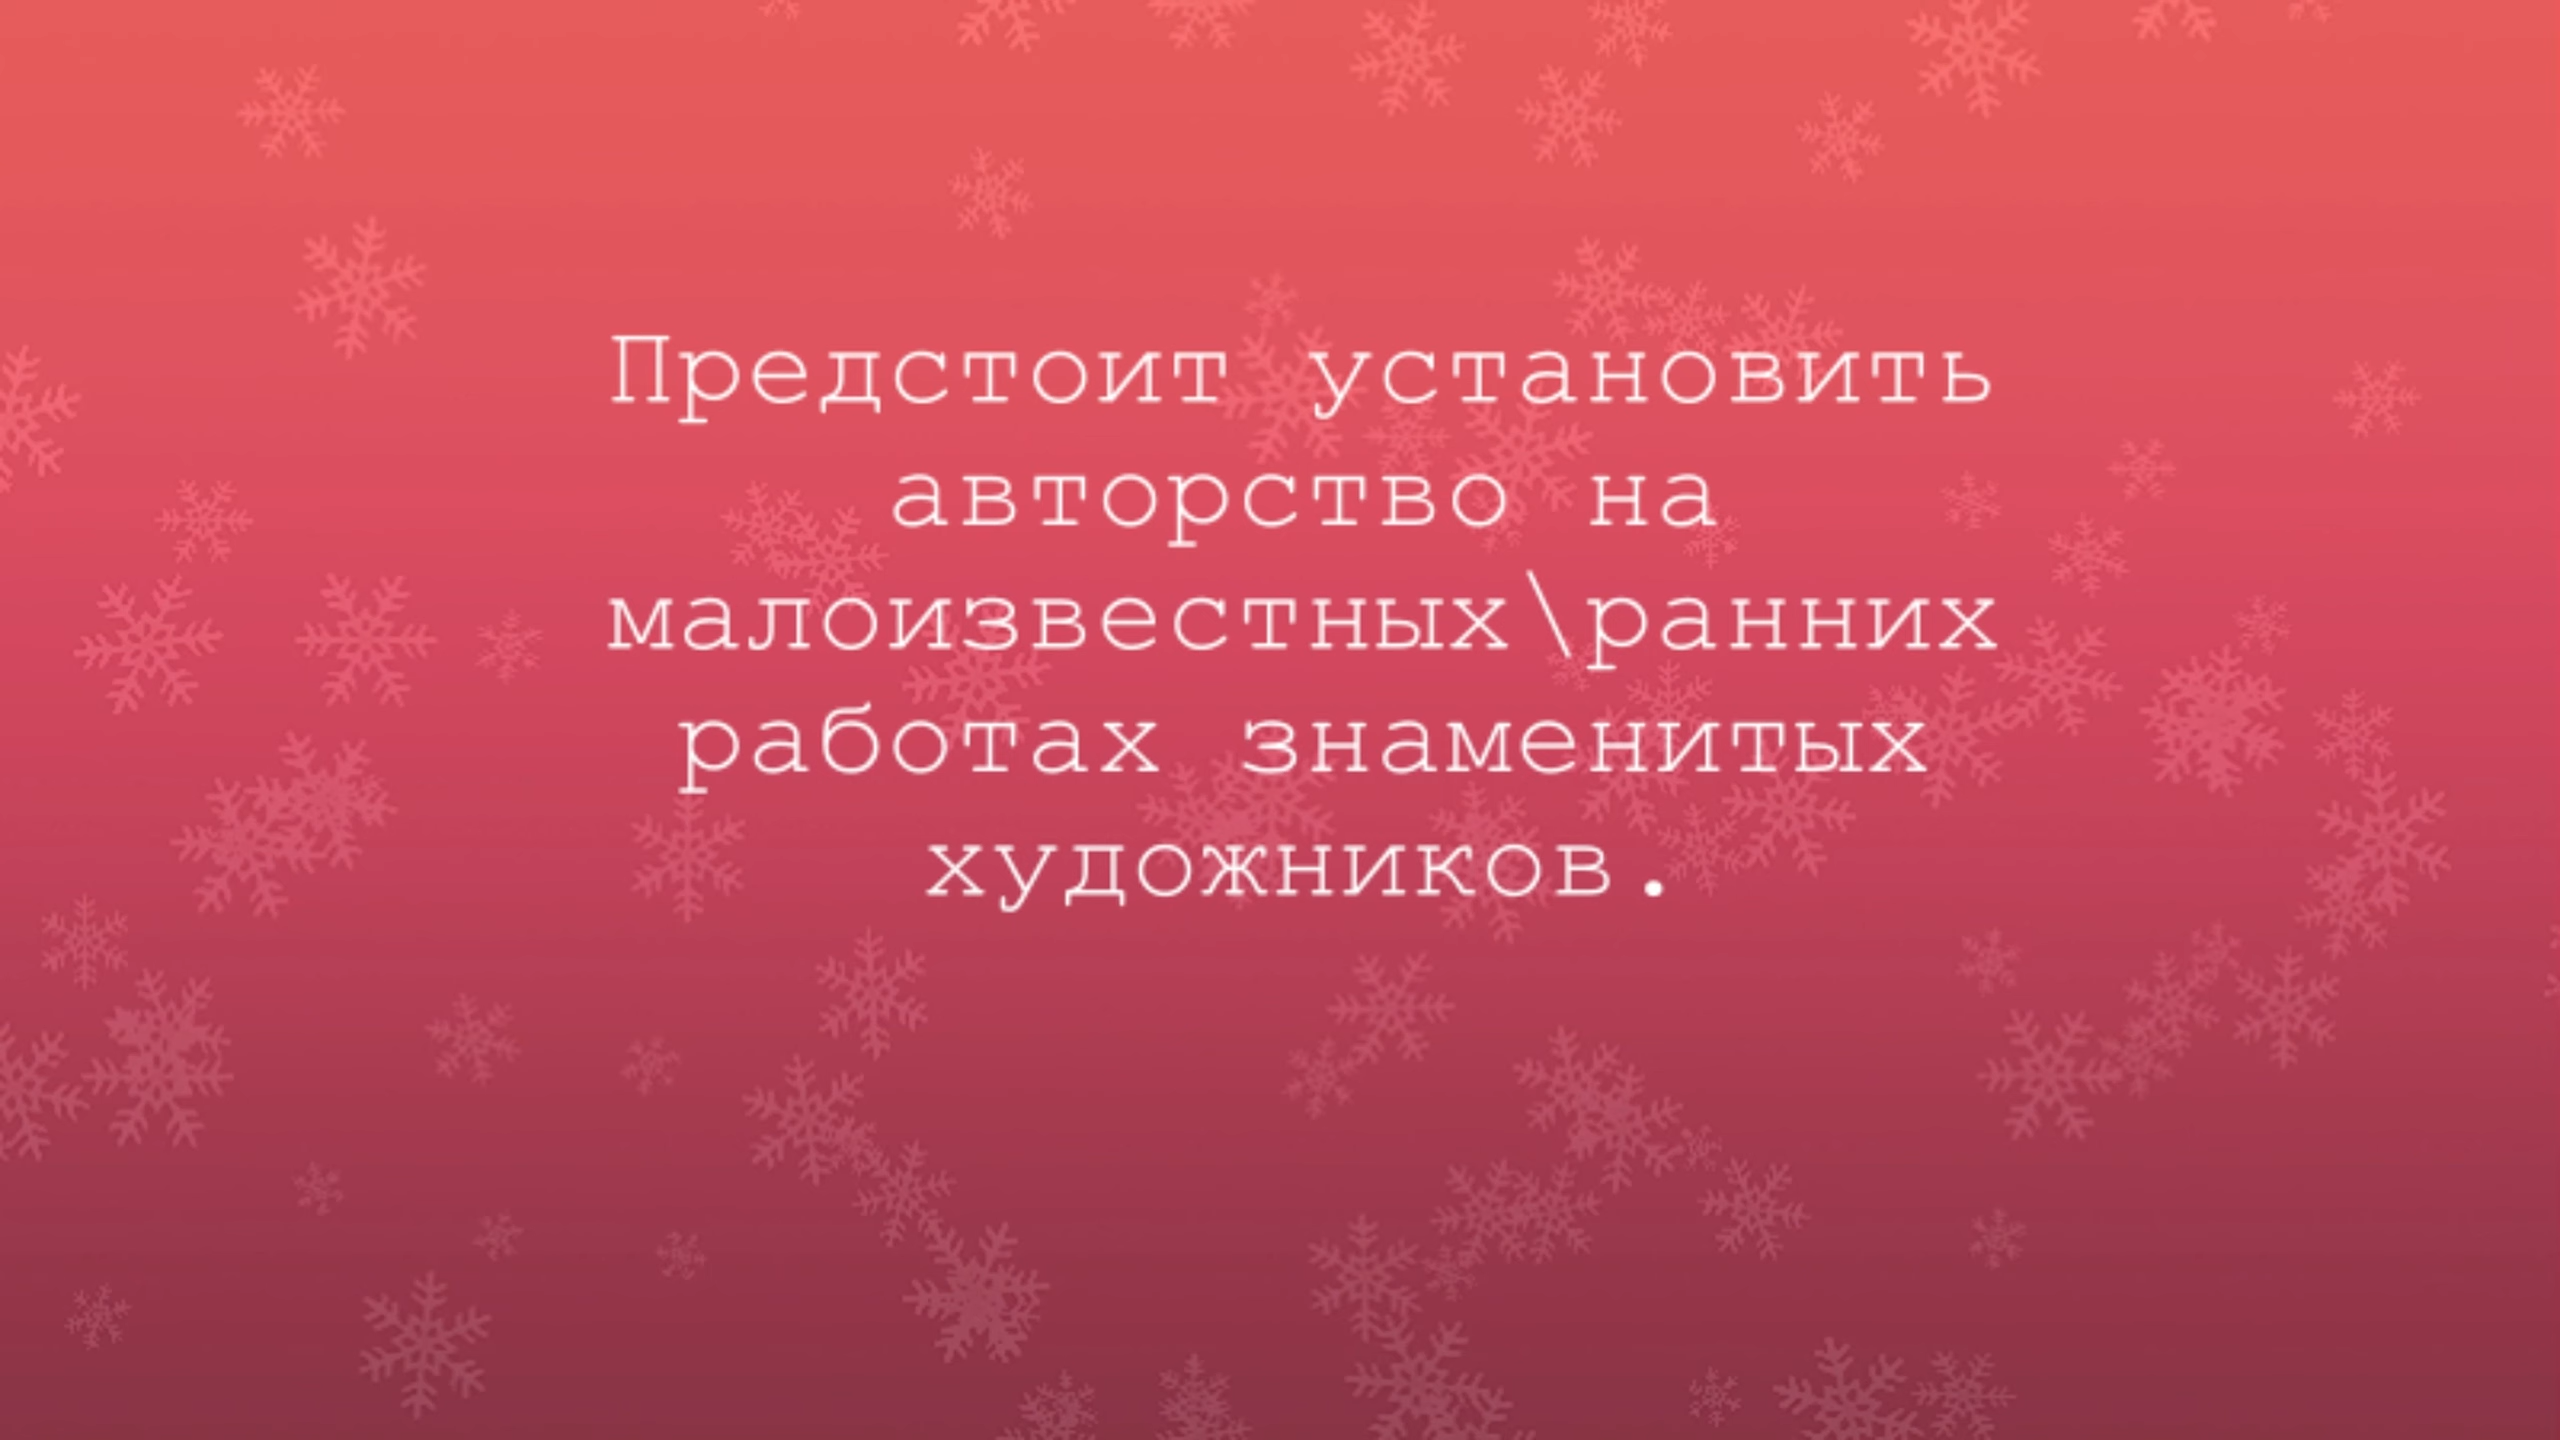 Предстоит установить
авторство на
малоизвестных\ранних
работах знаменитых
художников.